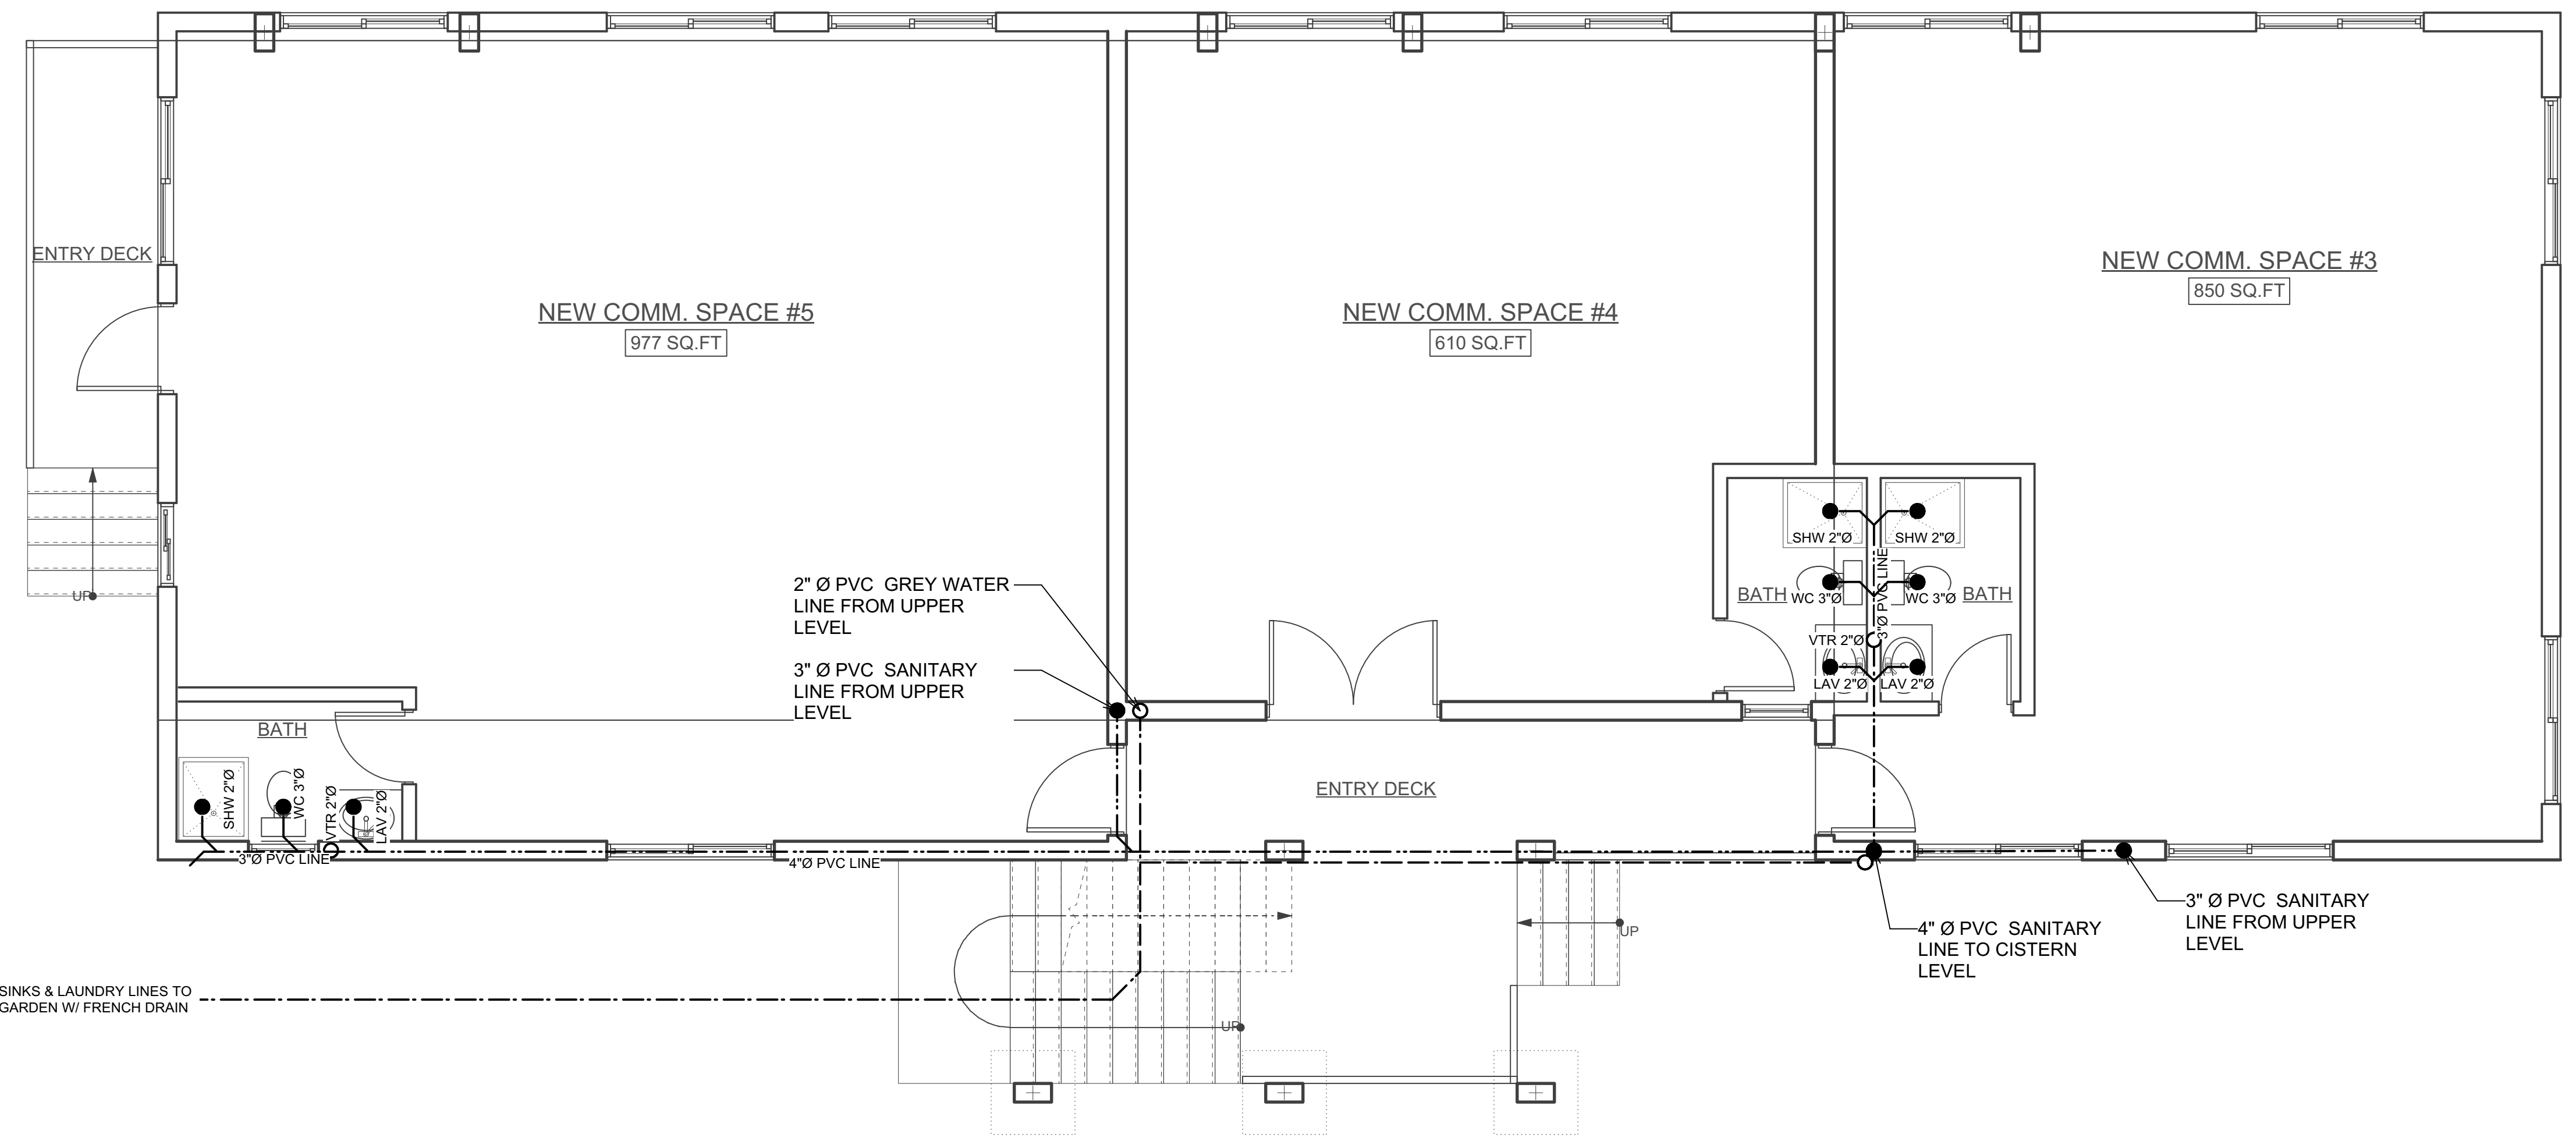 ENTRY DECK
NEW COMM. SPACE #5
977 SQ.FT
NEW COMM. SPACE #4
610 SQ.FT
NEW COMM. SPACE #3
850 SQ.FT
UP
2" Ø PVC  GREY WATER
LINE FROM UPPER
LEVEL
3" Ø PVC  SANITARY
LINE FROM UPPER
LEVEL
SHW 2"Ø
SHW 2"Ø
3"Ø PVC LINE
BATH
WC 3"Ø
WC 3"Ø
BATH
VTR 2"Ø
LAV 2"Ø
LAV 2"Ø
BATH
SHW 2"Ø
WC 3"Ø
VTR 2"Ø
LAV 2"Ø
3"Ø PVC LINE
4"Ø PVC LINE
ENTRY DECK
UP
4" Ø PVC  SANITARY
LINE TO CISTERN
LEVEL
3" Ø PVC  SANITARY
LINE FROM UPPER
LEVEL
SINKS & LAUNDRY LINES TO
GARDEN W/ FRENCH DRAIN
UP